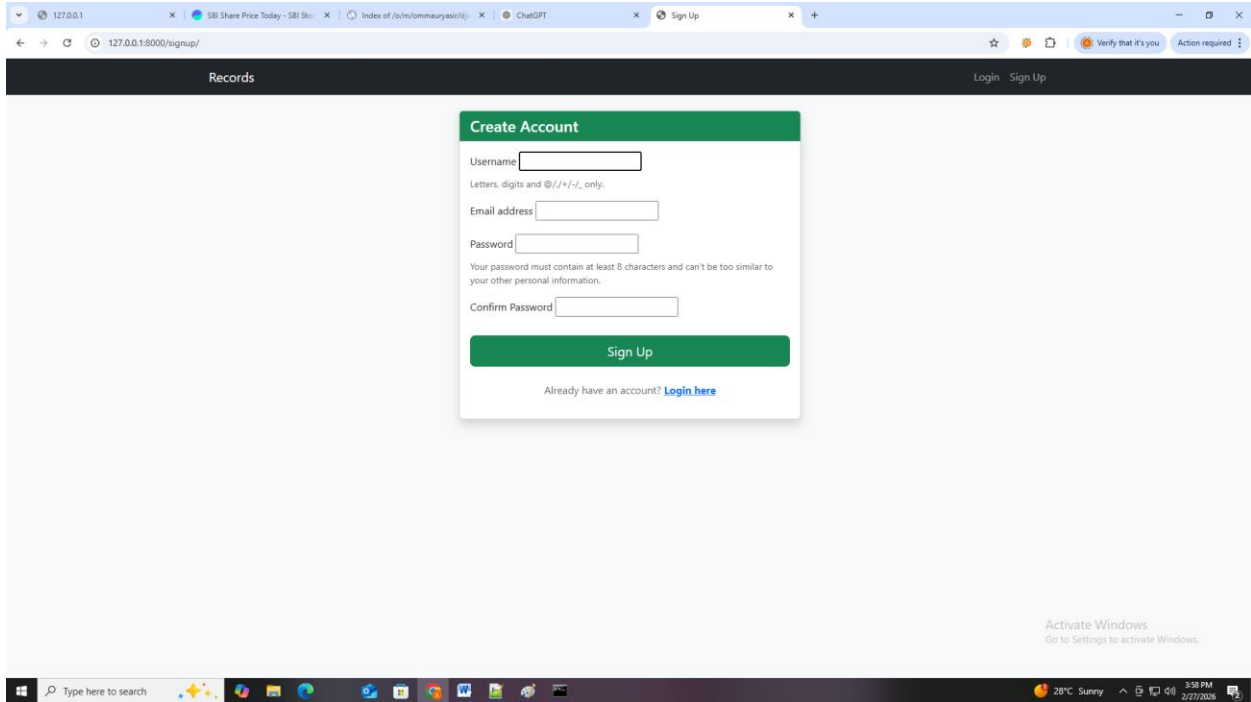 127.0.0.1
SBI Share Price Today - SBI Sto
Index of /o/m/ommauryasir/dj
ChatGPT
Sign Up
127.0.0.1:8000/signup/
Verify that it's you
Action required
Records
Login Sign Up
Create Account
Username
Letters, digits and @/./+/-/_ only.
Email address
Password
Your password must contain at least 8 characters and can't be too similar to
your other personal information.
Confirm Password
Sign Up
Already have an account? Login here
Activate Windows
Go to Settings to activate Windows.
Type here to search
28°C Sunny
3:58 PM
2/27/2026